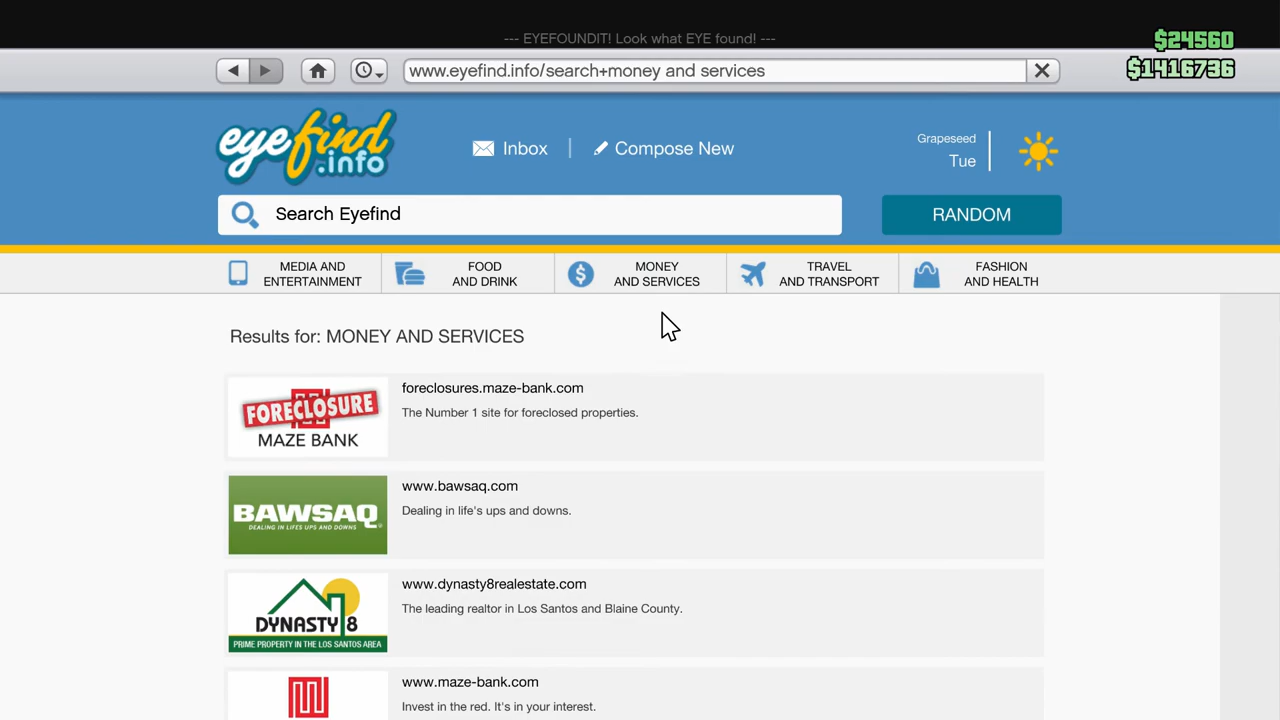 --- EYEFOUNDIT! Look what EYE found! ---
$24560
$1416736
www.eyefind.info/search+money and services
eyefind
.info
Inbox
Compose New
Grapeseed
Tue
Search Eyefind
RANDOM
MEDIA AND
ENTERTAINMENT
FOOD
AND DRINK
MONEY
AND SERVICES
TRAVEL
AND TRANSPORT
FASHION
AND HEALTH
Results for: MONEY AND SERVICES
FORECLOSURE
MAZE BANK
foreclosures.maze-bank.com
The Number 1 site for foreclosed properties.
BAWSAQ
DEALING IN LIFE'S UPS AND DOWNS
www.bawsaq.com
Dealing in life's ups and downs.
DYNASTY 8
PRIME PROPERTY IN THE LOS SANTOS AREA
www.dynasty8realestate.com
The leading realtor in Los Santos and Blaine County.
www.maze-bank.com
Invest in the red. It's in your interest.